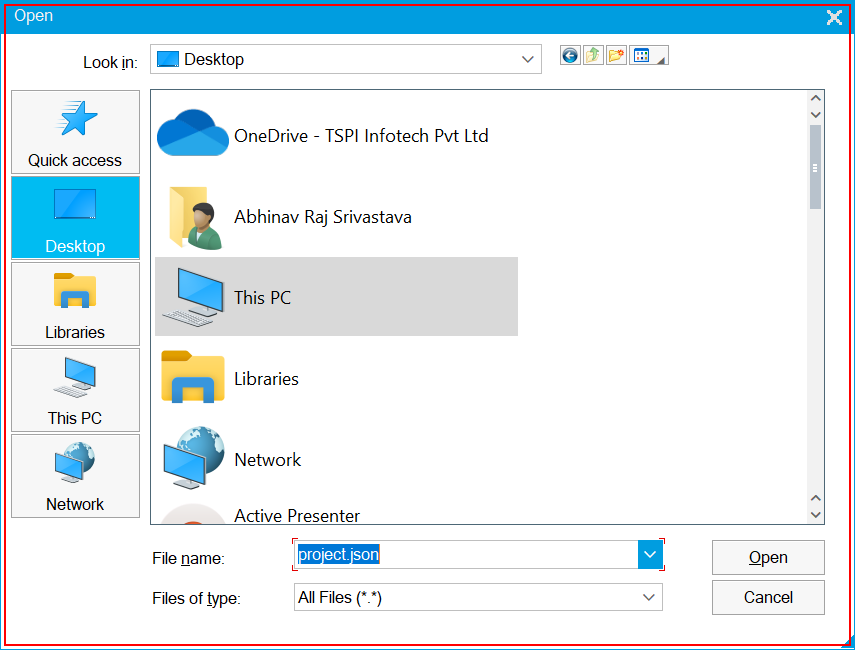 Open
Look in:
Desktop
Quick access
Desktop
Libraries
This PC
Network
OneDrive - TSPI Infotech Pvt Ltd
Abhinav Raj Srivastava
This PC
Libraries
Network
Active Presenter
File name:
project.json
Open
Files of type:
All Files (*.*)
Cancel